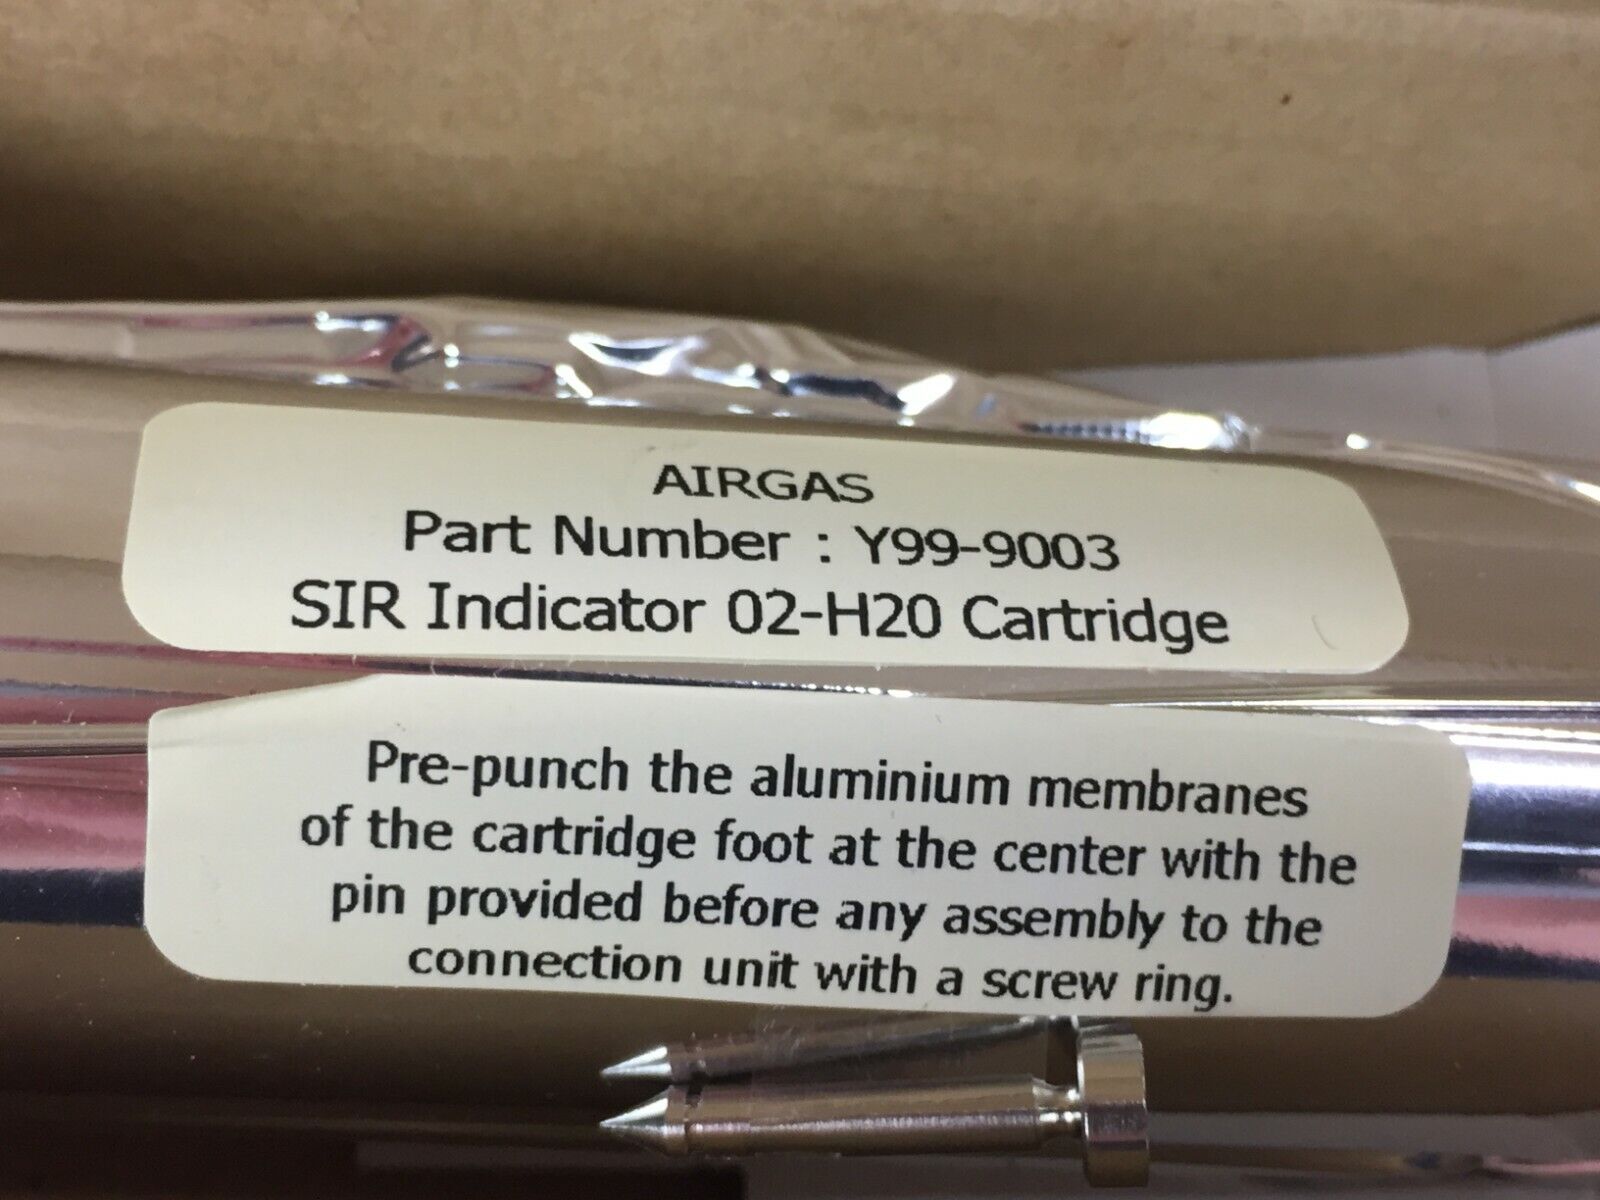 AIRGAS
Part Number : Y99-9003
SIR Indicator 02-H20 Cartridge
Pre-punch the aluminium membranes
of the cartridge foot at the center with the
pin provided before any assembly to the
connection unit with a screw ring.